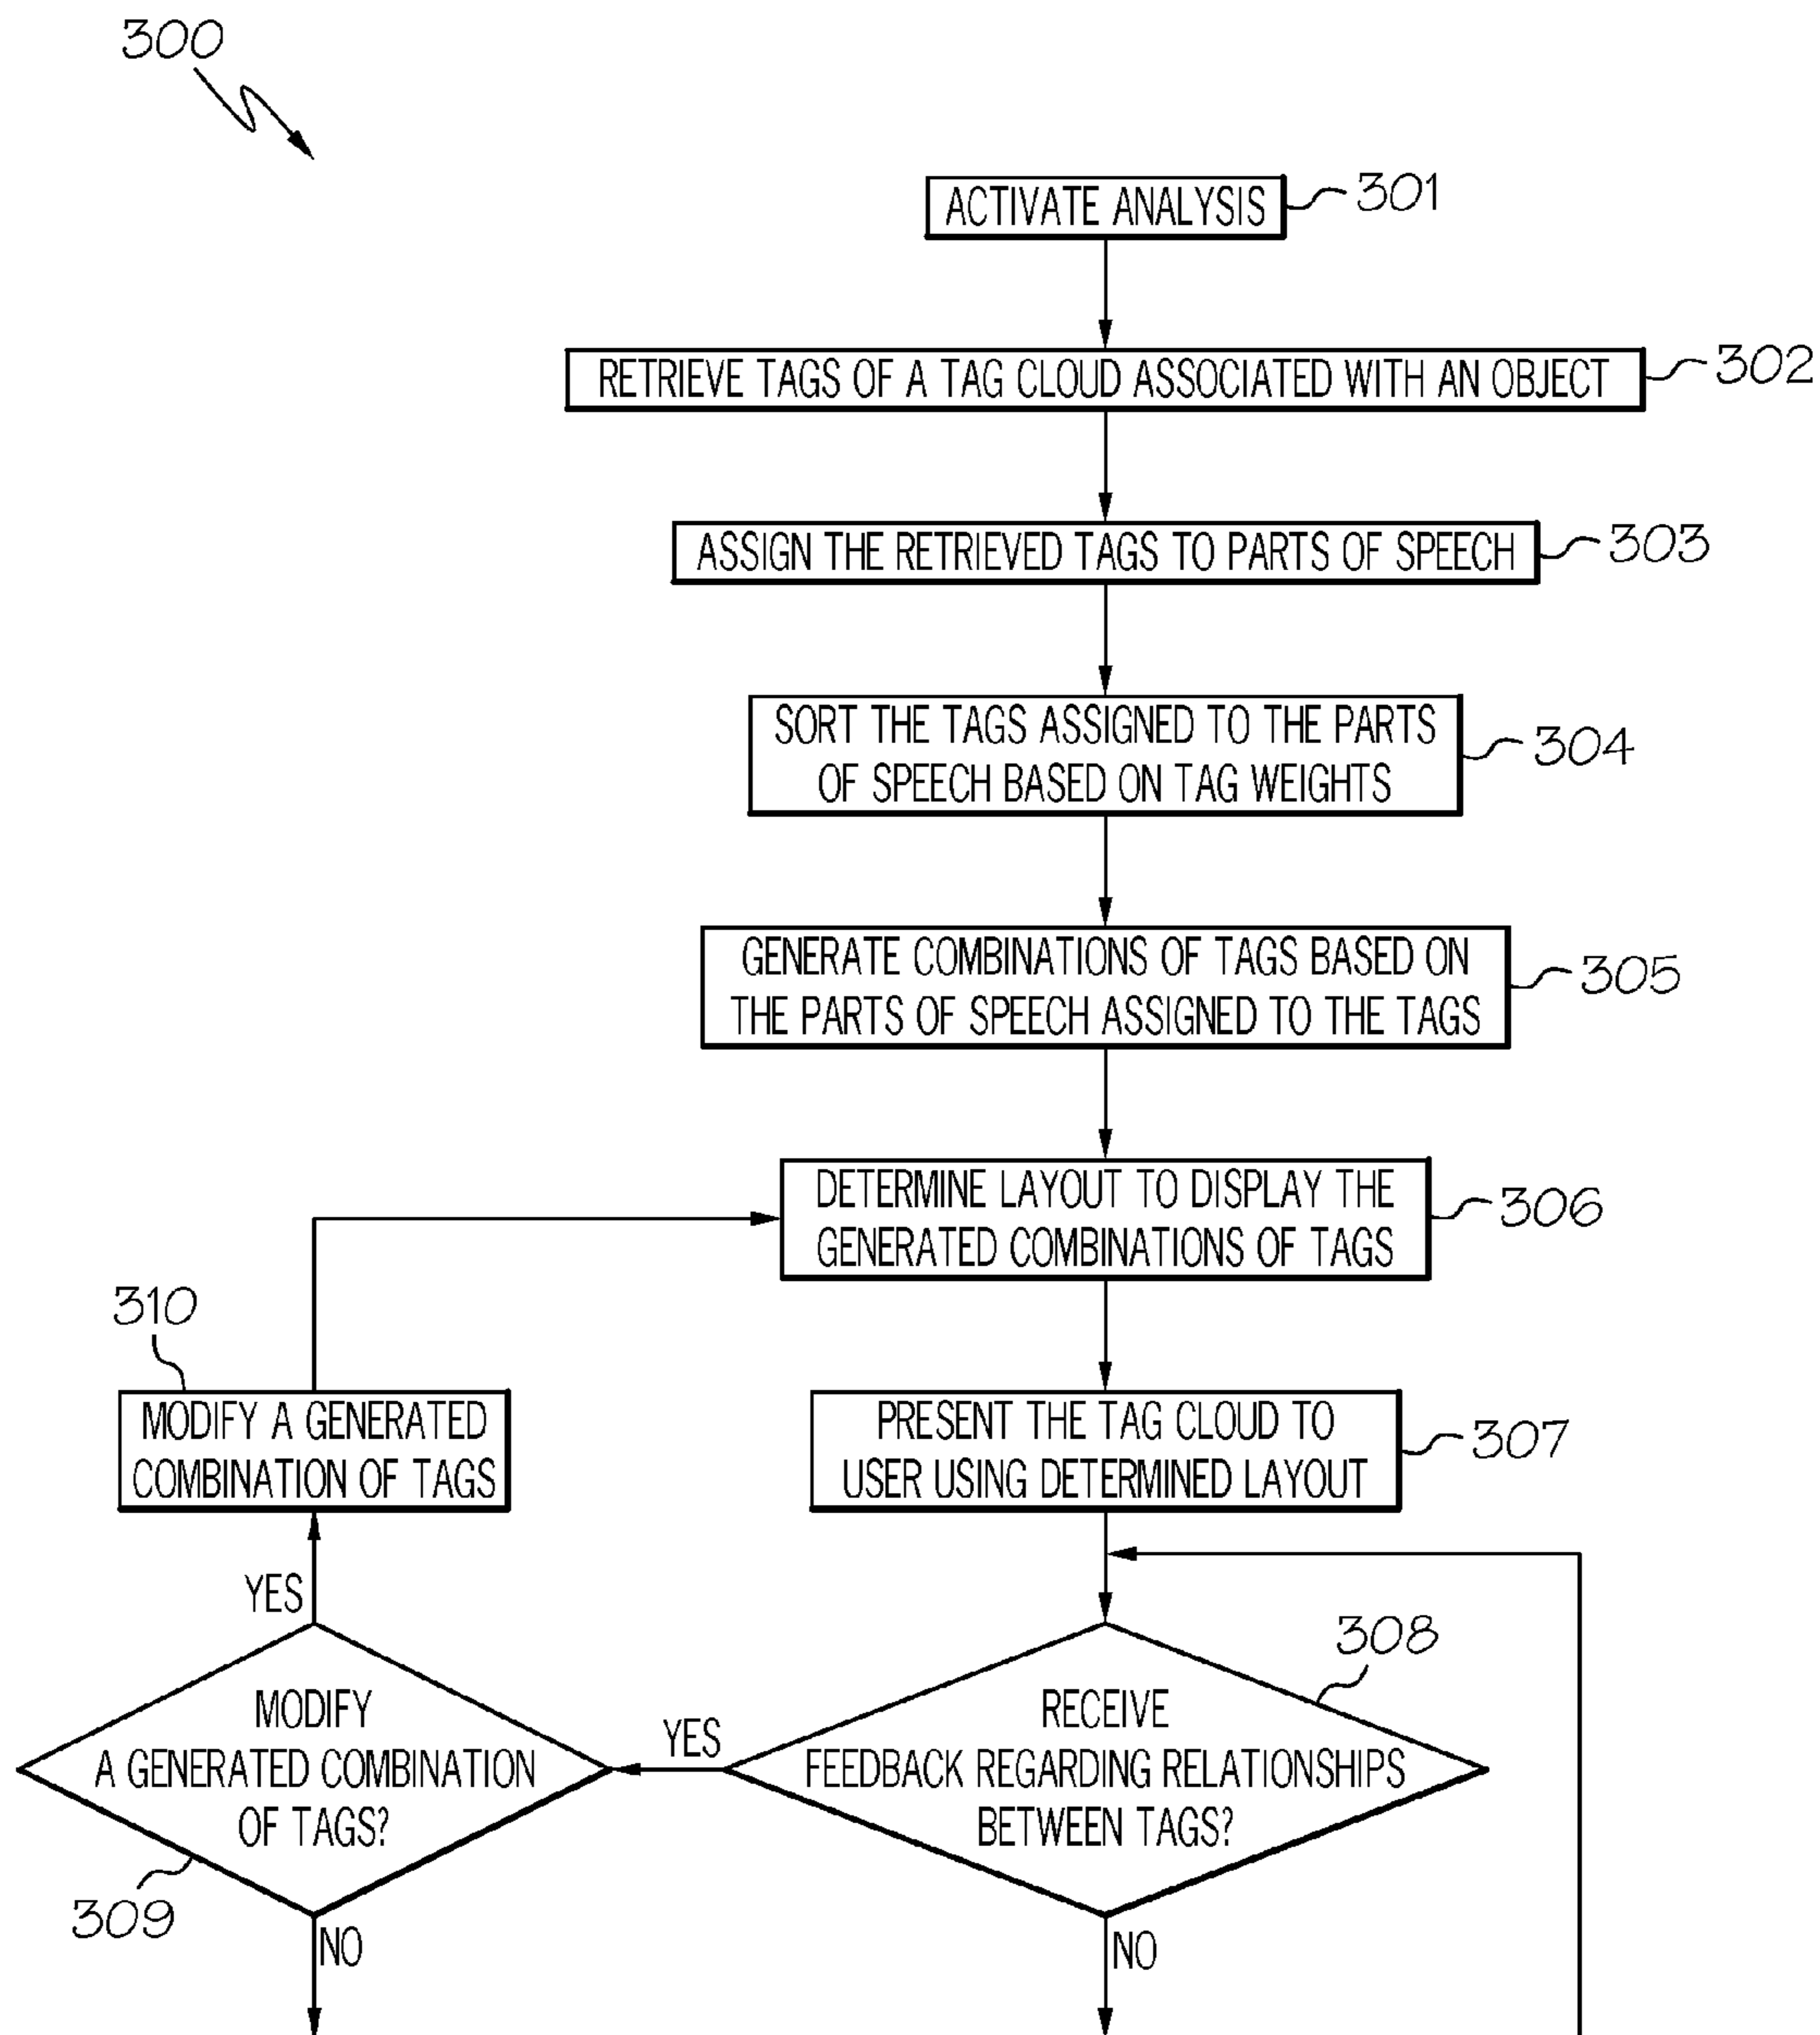 300
ACTIVATE ANALYSIS
301
RETRIEVE TAGS OF A TAG CLOUD ASSOCIATED WITH AN OBJECT
302
ASSIGN THE RETRIEVED TAGS TO PARTS OF SPEECH
303
SORT THE TAGS ASSIGNED TO THE PARTS
OF SPEECH BASED ON TAG WEIGHTS
304
GENERATE COMBINATIONS OF TAGS BASED ON
THE PARTS OF SPEECH ASSIGNED TO THE TAGS
305
DETERMINE LAYOUT TO DISPLAY THE
GENERATED COMBINATIONS OF TAGS
306
310
MODIFY A GENERATED
COMBINATION OF TAGS
PRESENT THE TAG CLOUD TO
USER USING DETERMINED LAYOUT
307
YES
308
RECEIVE
FEEDBACK REGARDING RELATIONSHIPS
BETWEEN TAGS?
YES
MODIFY
A GENERATED COMBINATION
OF TAGS?
309
NO
NO